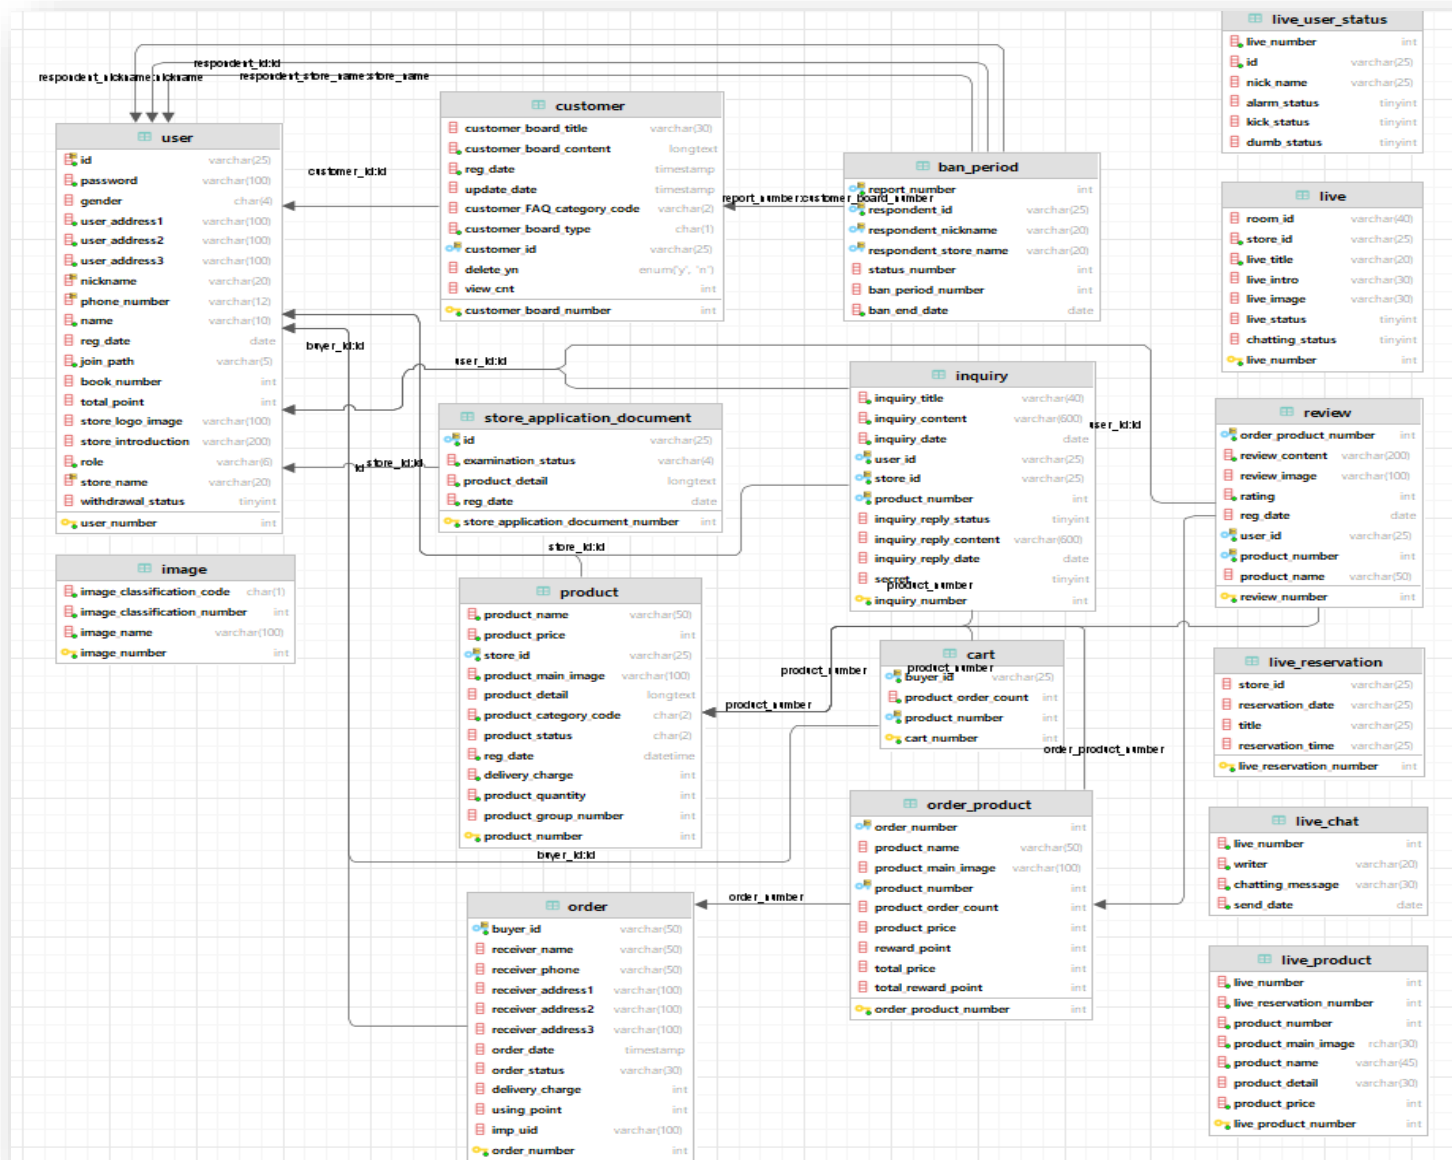 respondent_id:id
respondent_nickname:nickname
respondent_store_name:store_name
user
id varchar(25)
password varchar(100)
gender char(4)
user_address1 varchar(100)
user_address2 varchar(100)
user_address3 varchar(100)
nickname varchar(20)
phone_number varchar(12)
name varchar(10)
reg_date date
join_path varchar(5)
book_number int
total_point int
store_logo_image varchar(100)
store_introduction varchar(200)
role varchar(6)
store_name varchar(20)
withdrawal_status tinyint
user_number int
image
image_classification_code char(1)
image_classification_number int
image_name varchar(100)
image_number int
customer_id:id
buyer_id:id
user_id:id
id
store_id:id
store_id:id
customer
customer_board_title varchar(30)
customer_board_content longtext
reg_date timestamp
update_date timestamp
customer_FAQ_category_code varchar(2)
customer_board_type char(1)
customer_id varchar(25)
delete_yn enum('y', 'n')
view_cnt int
customer_board_number int
store_application_document
id varchar(25)
examination_status varchar(4)
product_detail longtext
reg_date date
store_application_document_number int
product
product_name varchar(50)
product_price int
store_id varchar(25)
product_main_image varchar(100)
product_detail longtext
product_category_code char(2)
product_status char(2)
reg_date datetime
delivery_charge int
product_quantity int
product_group_number int
product_number int
buyer_id:id
order
buyer_id varchar(50)
receiver_name varchar(50)
receiver_phone varchar(50)
receiver_address1 varchar(100)
receiver_address2 varchar(100)
receiver_address3 varchar(100)
order_date timestamp
order_status varchar(30)
delivery_charge int
using_point int
imp_uid varchar(100)
order_number int
ban_period
report_number int
report_number:customer_board_number
respondent_id varchar(25)
respondent_nickname varchar(20)
respondent_store_name varchar(20)
status_number int
ban_period_number int
ban_end_date date
inquiry
inquiry_title varchar(40)
inquiry_content varchar(600)
inquiry_date date
user_id varchar(25)
store_id varchar(25)
product_number int
inquiry_reply_status tinyint
inquiry_reply_content varchar(600)
inquiry_reply_date date
secret tinyint
product_number
inquiry_number int
user_id:id
cart
product_number
buyer_id varchar(25)
product_order_count int
product_number int
cart_number int
product_number
product_number
order_product_number
order_product
order_number int
product_name varchar(50)
product_main_image varchar(100)
product_number int
product_order_count int
product_price int
reward_point int
total_price int
total_reward_point int
order_product_number int
order_number
live_user_status
live_number int
id varchar(25)
nick_name varchar(25)
alarm_status tinyint
kick_status tinyint
dumb_status tinyint
live
room_id varchar(40)
store_id varchar(25)
live_title varchar(20)
live_intro varchar(30)
live_image varchar(30)
live_status tinyint
chatting_status tinyint
live_number int
review
order_product_number int
review_content varchar(200)
review_image varchar(100)
rating int
reg_date date
user_id varchar(25)
product_number int
product_name varchar(50)
review_number int
live_reservation
store_id varchar(25)
reservation_date varchar(25)
title varchar(25)
reservation_time varchar(25)
live_reservation_number int
live_chat
live_number int
writer varchar(20)
chatting_message varchar(30)
send_date date
live_product
live_number int
live_reservation_number int
product_number int
product_main_image rchar(30)
product_name varchar(45)
product_detail varchar(30)
product_price int
live_product_number int